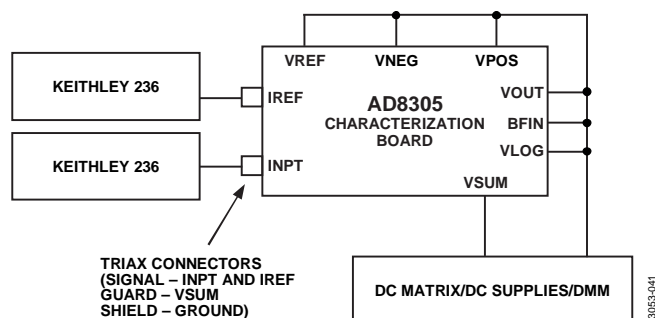 VREF VNEG VPOS
KEITHLEY 236
IREF
AD8305
CHARACTERIZATION
BOARD
VOUT
BFIN
VLOG
KEITHLEY 236
INPT
VSUM
TRIAX CONNECTORS
(SIGNAL – INPT AND IREF
GUARD – VSUM
SHIELD – GROUND)
DC MATRIX/DC SUPPLIES/DMM
3053-041